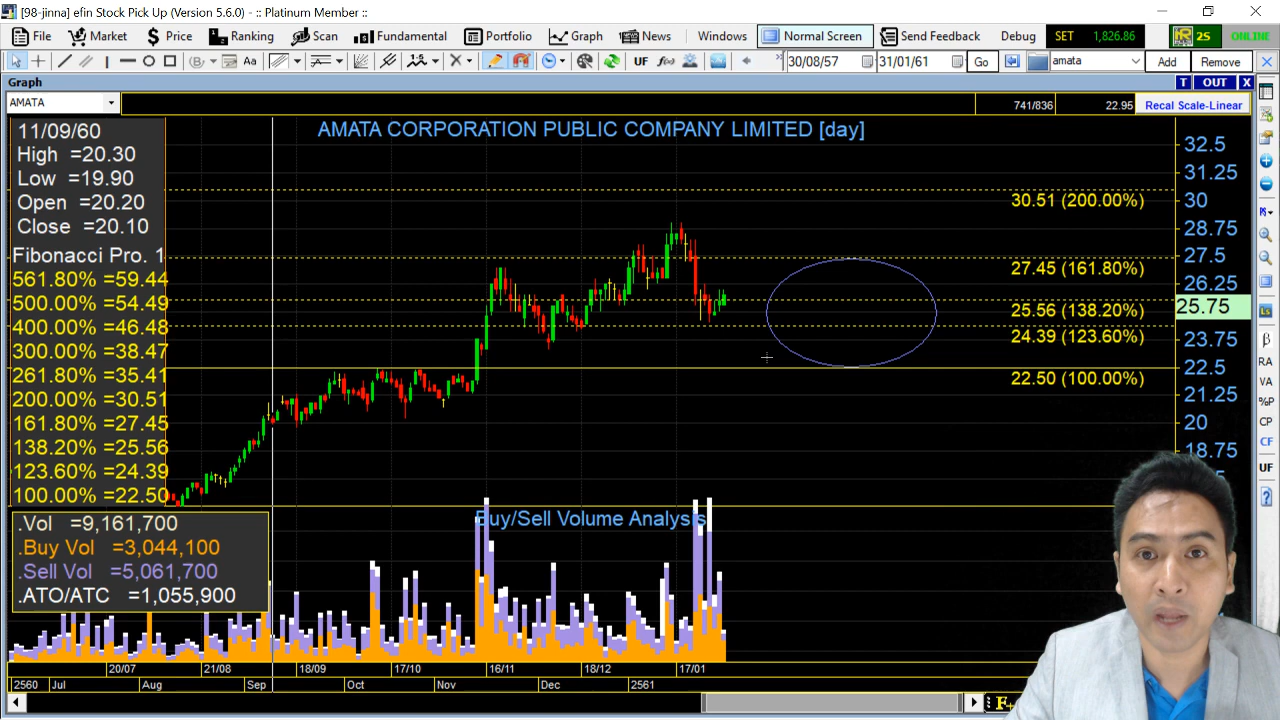 [98-jinna] efin Stock Pick Up (Version 5.6.0) - :: Platinum Member ::
File Market Price Ranking Scan Fundamental Portfolio Graph News Windows Normal Screen Send Feedback Debug SET 1,826.86 2S ONLINE
Aa UF f(x) 30/08/57 31/01/61 Go amata Add Remove
Graph T OUT X
AMATA 741/836 22.95 Recal Scale-Linear
AMATA CORPORATION PUBLIC COMPANY LIMITED [day]
11/09/60
High =20.30
Low =19.90
Open =20.20
Close =20.10
Fibonacci Pro. 1
561.80% =59.44
500.00% =54.49
400.00% =46.48
300.00% =38.47
261.80% =35.41
200.00% =30.51
161.80% =27.45
138.20% =25.56
123.60% =24.39
100.00% =22.50
30.51 (200.00%)
27.45 (161.80%)
25.56 (138.20%)
24.39 (123.60%)
22.50 (100.00%)
32.5
31.25
30
28.75
27.5
26.25
25.75
23.75
22.5
21.25
20
18.75
β
RA
VA
%P
CP
CF
UF
Buy/Sell Volume Analysis
.Vol =9,161,700
.Buy Vol =3,044,100
.Sell Vol =5,061,700
.ATO/ATC =1,055,900
20/07 21/08 18/09 17/10 16/11 18/12 17/01
2560 Jul Aug Sep Oct Nov Dec 2561